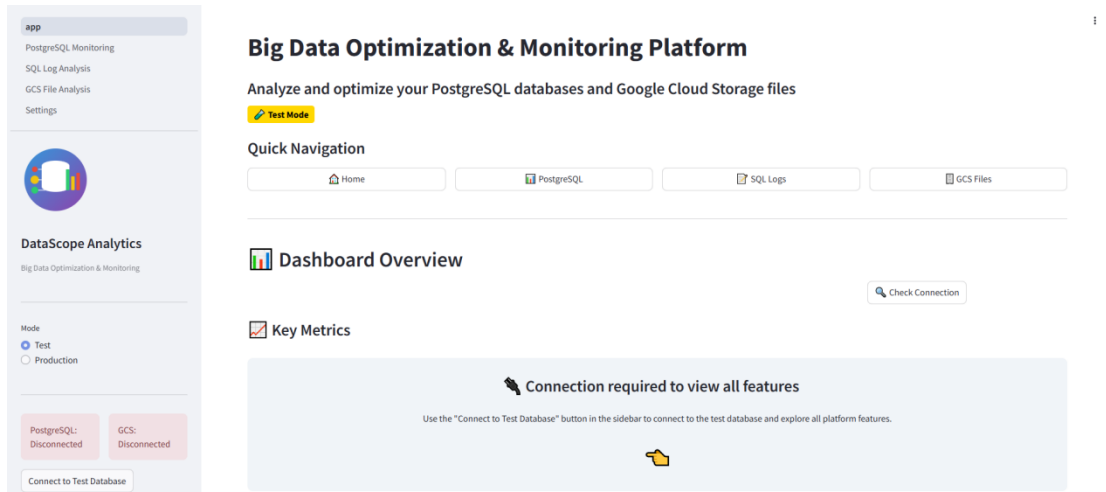 app
PostgreSQL Monitoring
SQL Log Analysis
GCS File Analysis
Settings
DataScope Analytics
Big Data Optimization & Monitoring
Mode
Test
Production
PostgreSQL:
Disconnected
GCS:
Disconnected
Connect to Test Database
Big Data Optimization & Monitoring Platform
Analyze and optimize your PostgreSQL databases and Google Cloud Storage files
Test Mode
Quick Navigation
Home
PostgreSQL
SQL Logs
GCS Files
Dashboard Overview
Check Connection
Key Metrics
Connection required to view all features
Use the "Connect to Test Database" button in the sidebar to connect to the test database and explore all platform features.